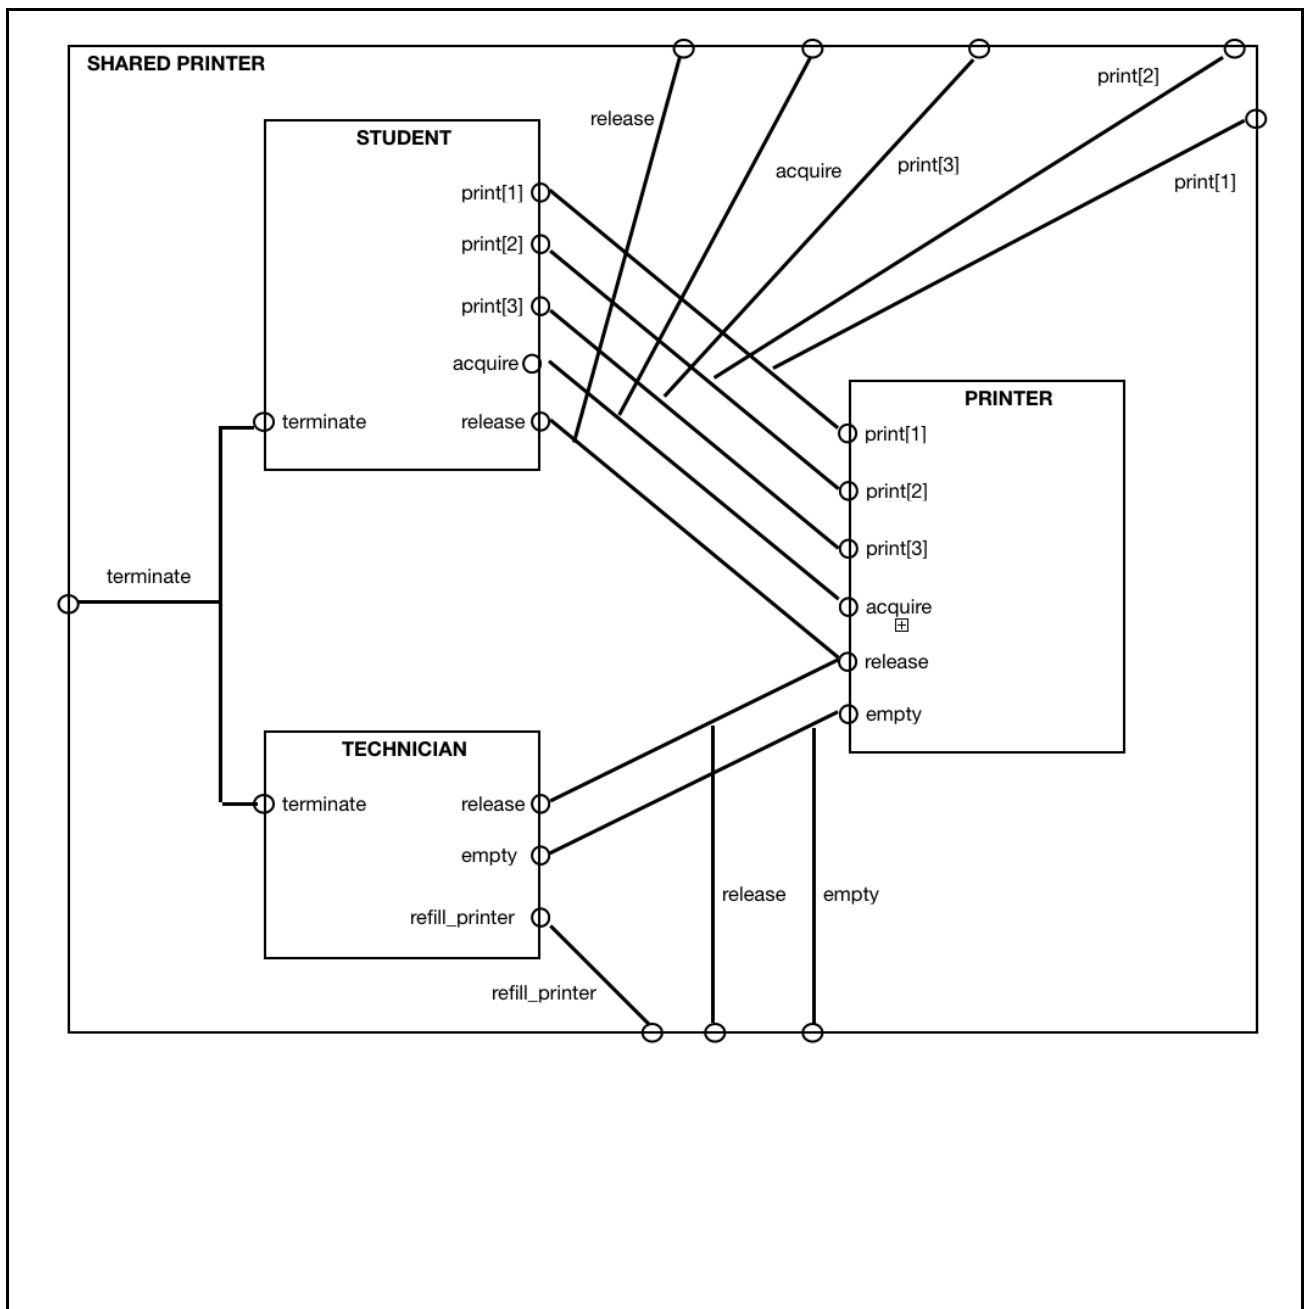 SHARED PRINTER
print[2]
release
STUDENT
acquire
print[3]
print[1]
print[1]
print[2]
print[3]
acquire
release
terminate
PRINTER
print[1]
print[2]
print[3]
acquire
release
empty
terminate
TECHNICIAN
terminate
release
empty
refill_printer
release
empty
refill_printer